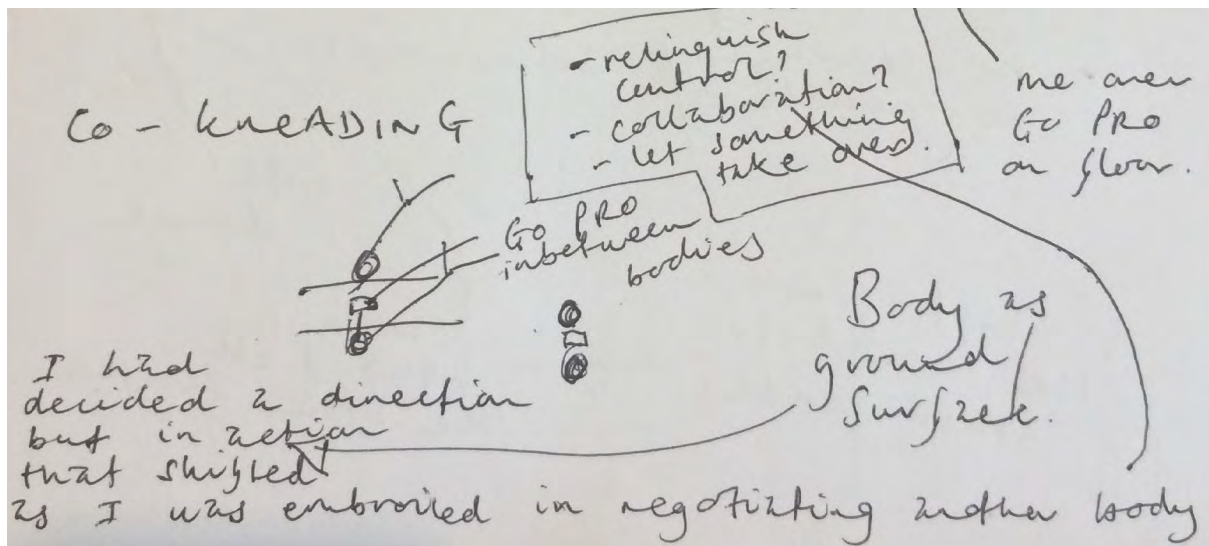 - relinquish
control?
- collaboration?
- let something
take over.
me over
GO PRO
on floor.
Co - kneADING
GO PRO
inbetween
bodies
Body as
ground
surface.
I had
decided a direction
but in action
that shifted
as I was embroiled in negotiating another body